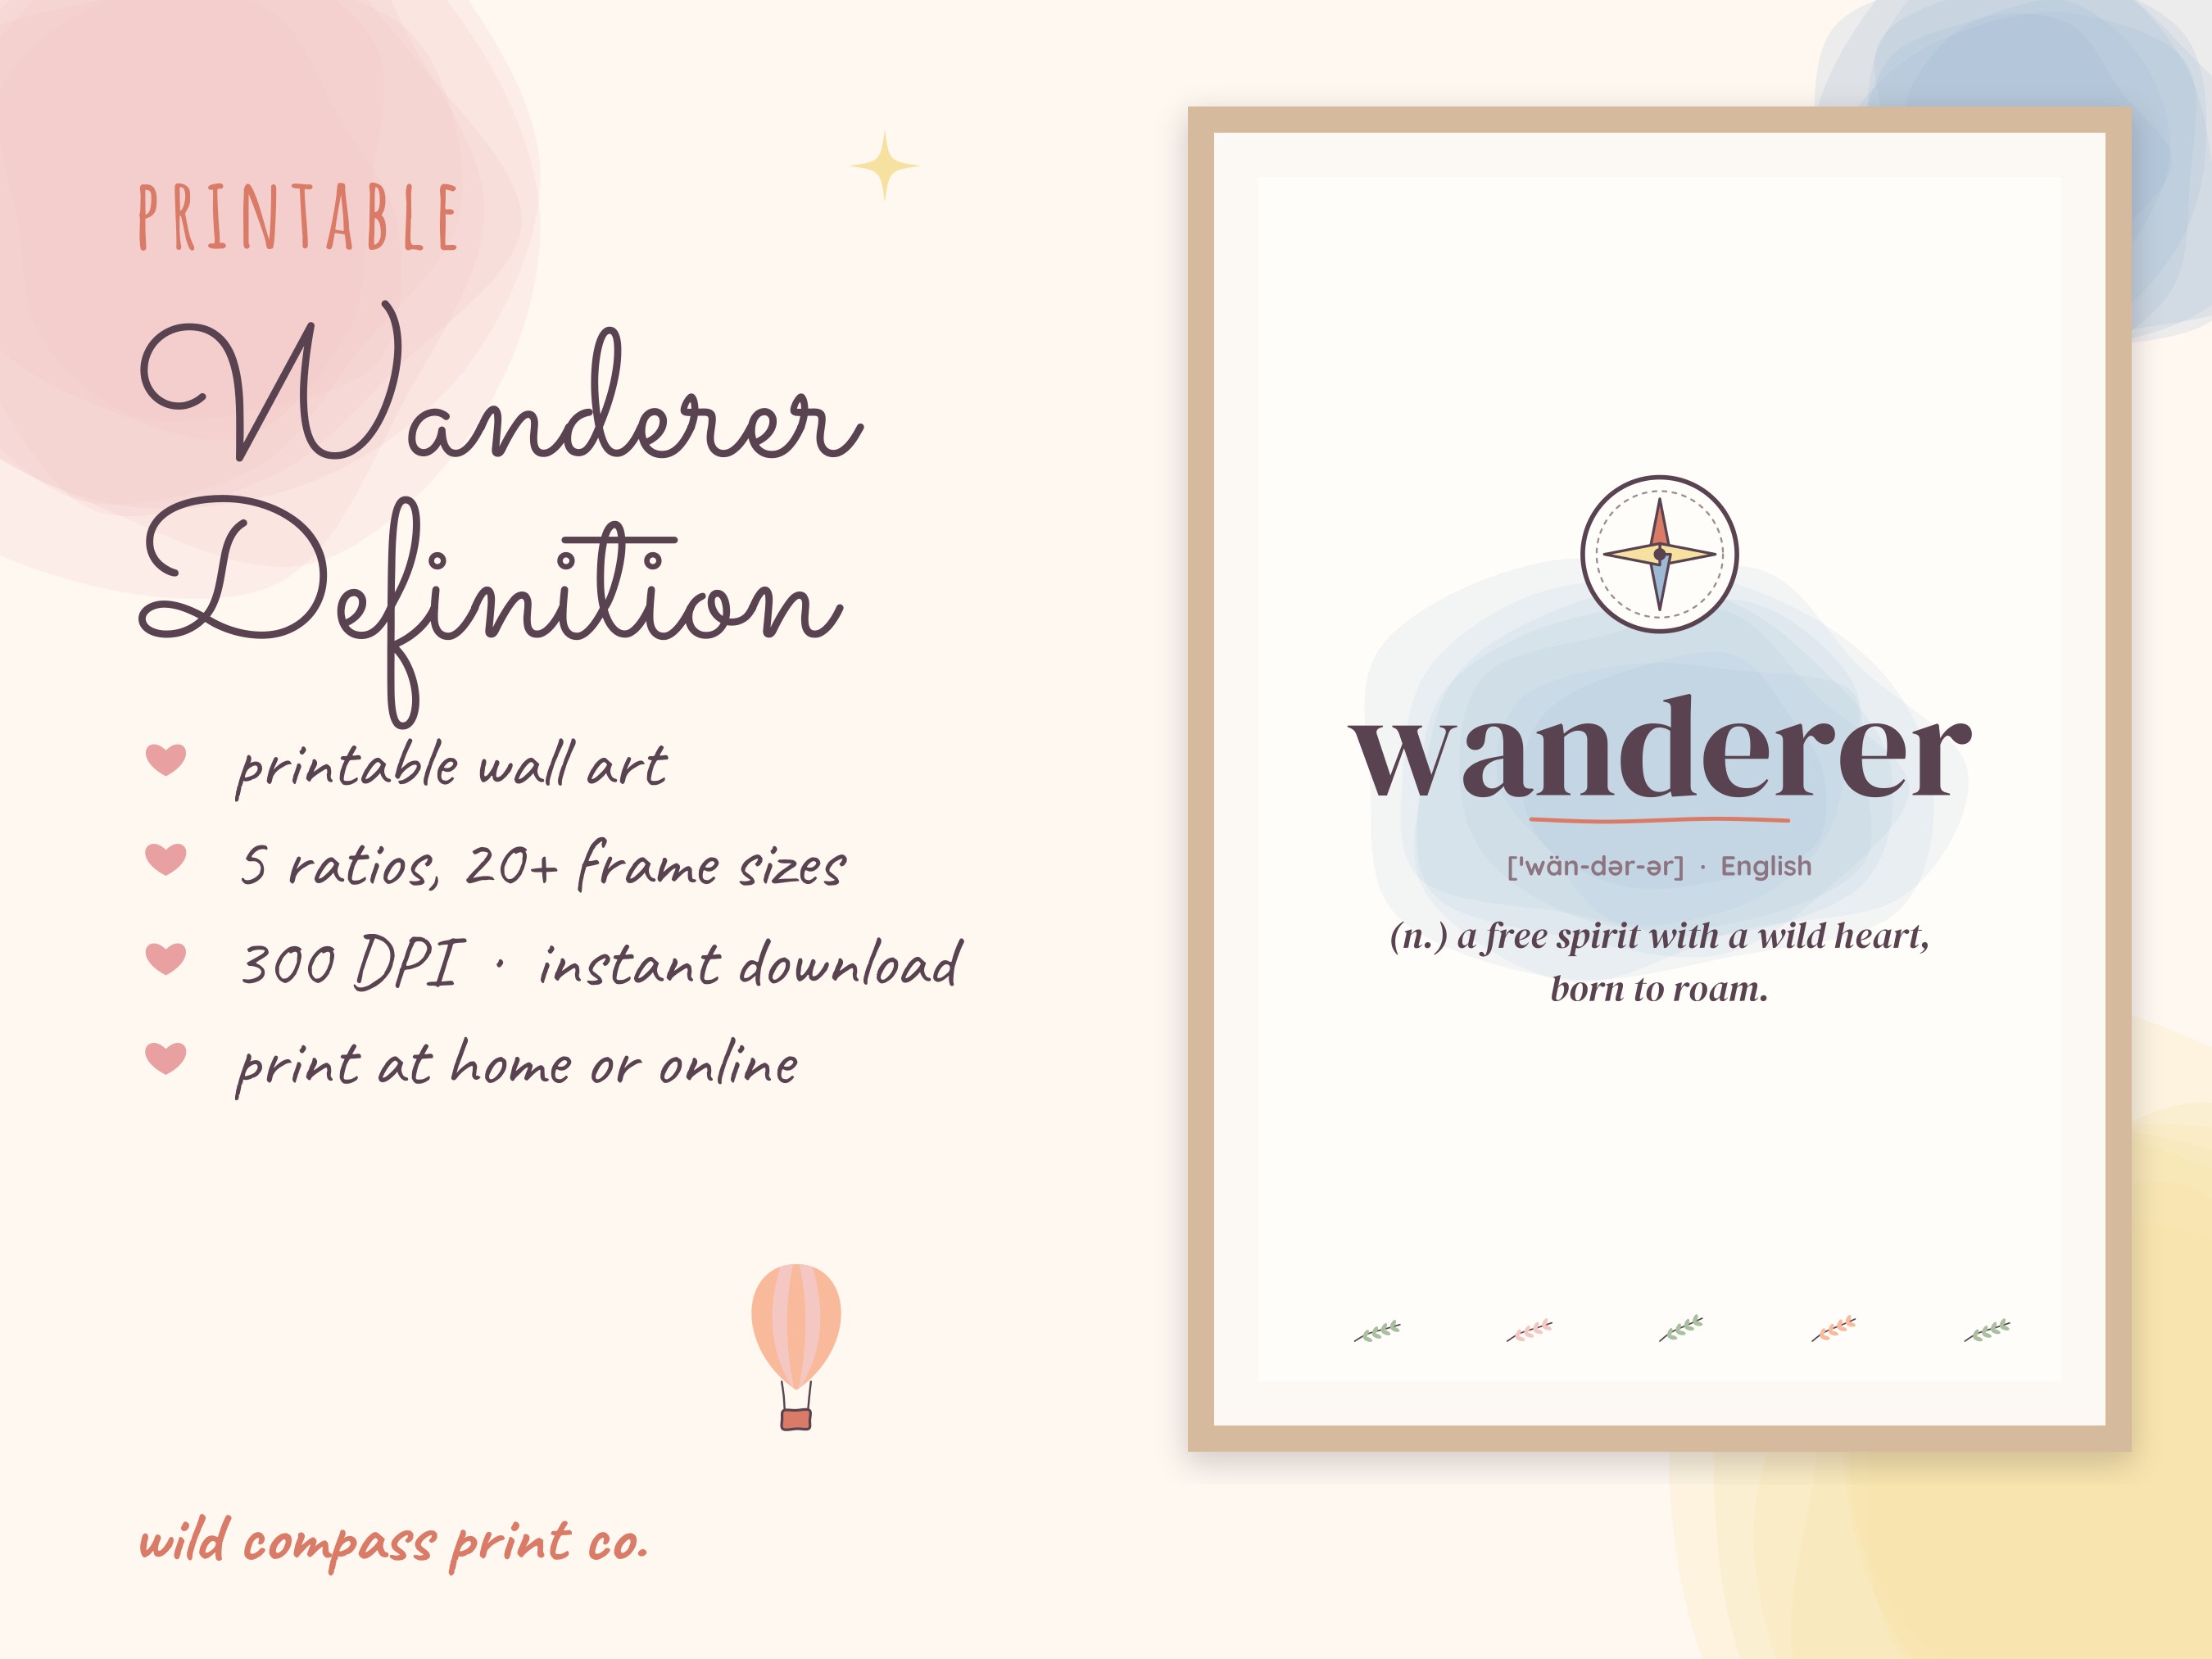 PRINTABLE
Wanderer
Definition
printable wall art
5 ratios, 20+ frame sizes
300 DPI · instant download
print at home or online
wild compass print co.
wanderer
['wän-dər-ər] · English
(n.) a free spirit with a wild heart,
born to roam.